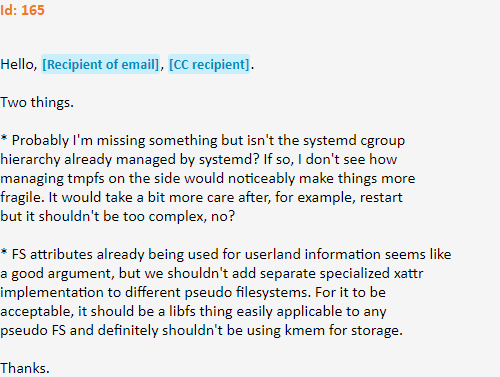 Id: 165
Hello, [Recipient of email], [CC recipient].
Two things.
* Probably I'm missing something but isn't the systemd cgroup
hierarchy already managed by systemd? If so, I don't see how
managing tmpfs on the side would noticeably make things more
fragile. It would take a bit more care after, for example, restart
but it shouldn't be too complex, no?
* FS attributes already being used for userland information seems like
a good argument, but we shouldn't add separate specialized xattr
implementation to different pseudo filesystems. For it to be
acceptable, it should be a libfs thing easily applicable to any
pseudo FS and definitely shouldn't be using kmem for storage.
Thanks.